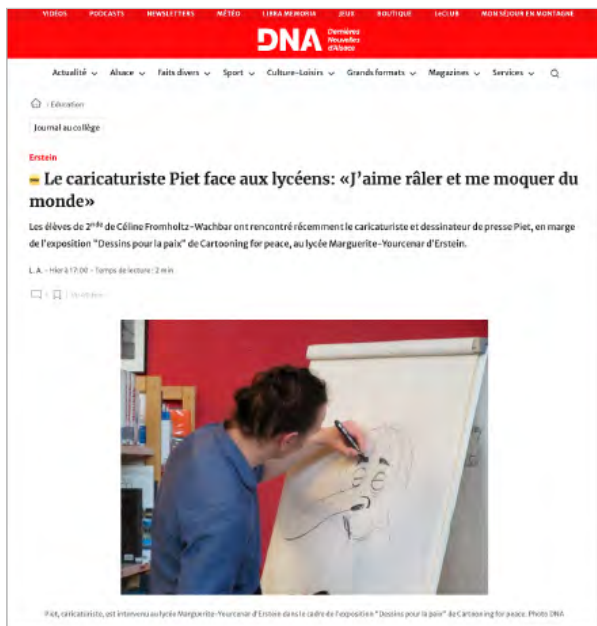 VIDÉOS PODCASTS NEWSLETTERS MÉTÉO LIBRA MEMORIA JEUX BOUTIQUE LeCLUB MON SÉJOUR EN MONTAGNE
DNA Dernières
Nouvelles
d'Alsace
Actualité Alsace Faits divers Sport Culture-Loisirs Grands formats Magazines Services
Education
Journal au collège
Erstein
Le caricaturiste Piet face aux lycéens: «J'aime râler et me moquer du
monde»
Les élèves de 2nde de Céline Fromholtz-Wachbar ont rencontré récemment le caricaturiste et dessinateur de presse Piet, en marge
de l'exposition "Dessins pour la paix" de Cartooning for peace, au lycée Marguerite-Yourcenar d'Erstein.
L. A. - Hier à 17:00 - Temps de lecture : 2 min
Piet, caricaturiste, est intervenu au lycée Marguerite-Yourcenar d'Erstein dans le cadre de l'exposition "Dessins pour la paix" de Cartooning for peace. Photo DNA